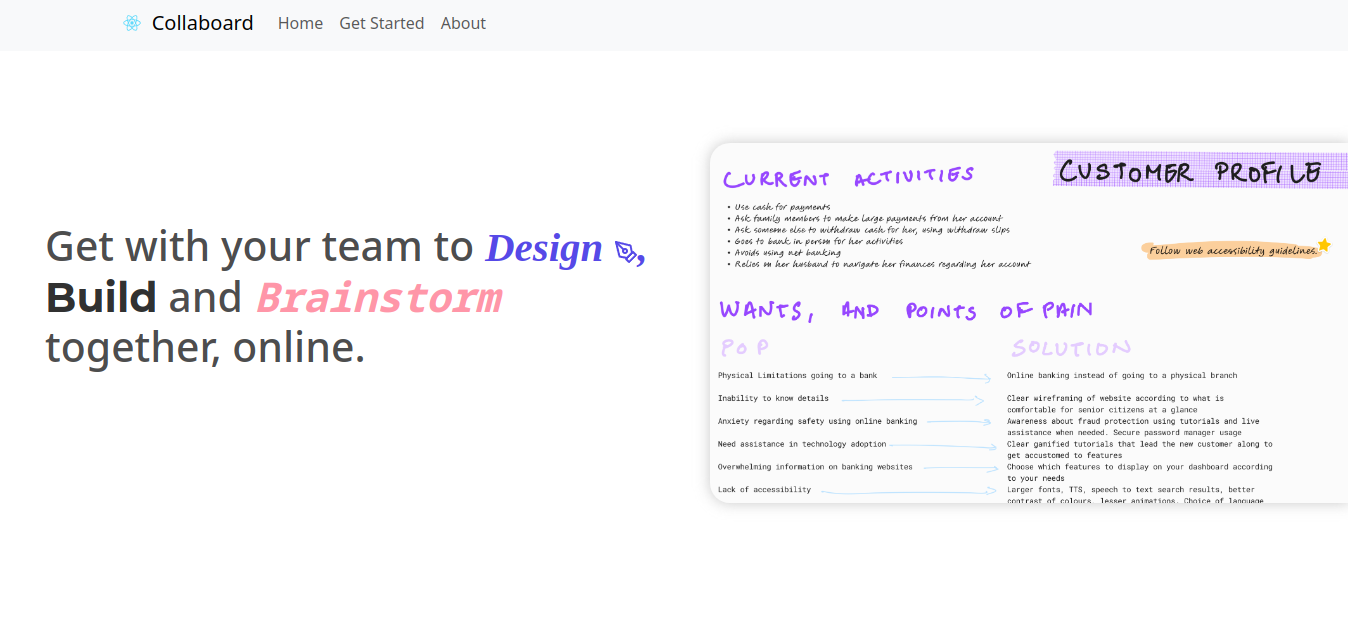 Collaboard Home Get Started About
Get with your team to Design ,
Build and Brainstorm
together, online.
CUSTOMER PROFILE
CURRENT ACTIVITIES
• Use cash for payments
• Ask family members to make large payments from her account
• Ask someone else to withdraw cash for her, using withdraw slips
• Goes to bank in person for her activities
• Avoids using net banking
• Relies on her husband to navigate her finances regarding her account
Follow web accessibility guidelines.
WANTS, AND POINTS OF PAIN
POP
SOLUTION
Physical Limitations going to a bank
Online banking instead of going to a physical branch
Inability to know details
Clear wireframing of website according to what is
comfortable for senior citizens at a glance
Anxiety regarding safety using online banking
Awareness about fraud protection using tutorials and live
assistance when needed. Secure password manager usage
Need assistance in technology adoption
Clear gamified tutorials that lead the new customer along to
get accustomed to features
Overwhelming information on banking websites
Choose which features to display on your dashboard according
to your needs
Lack of accessibility
Larger fonts, TTS, speech to text search results, better
contrast of colours, lesser animations. Choice of language